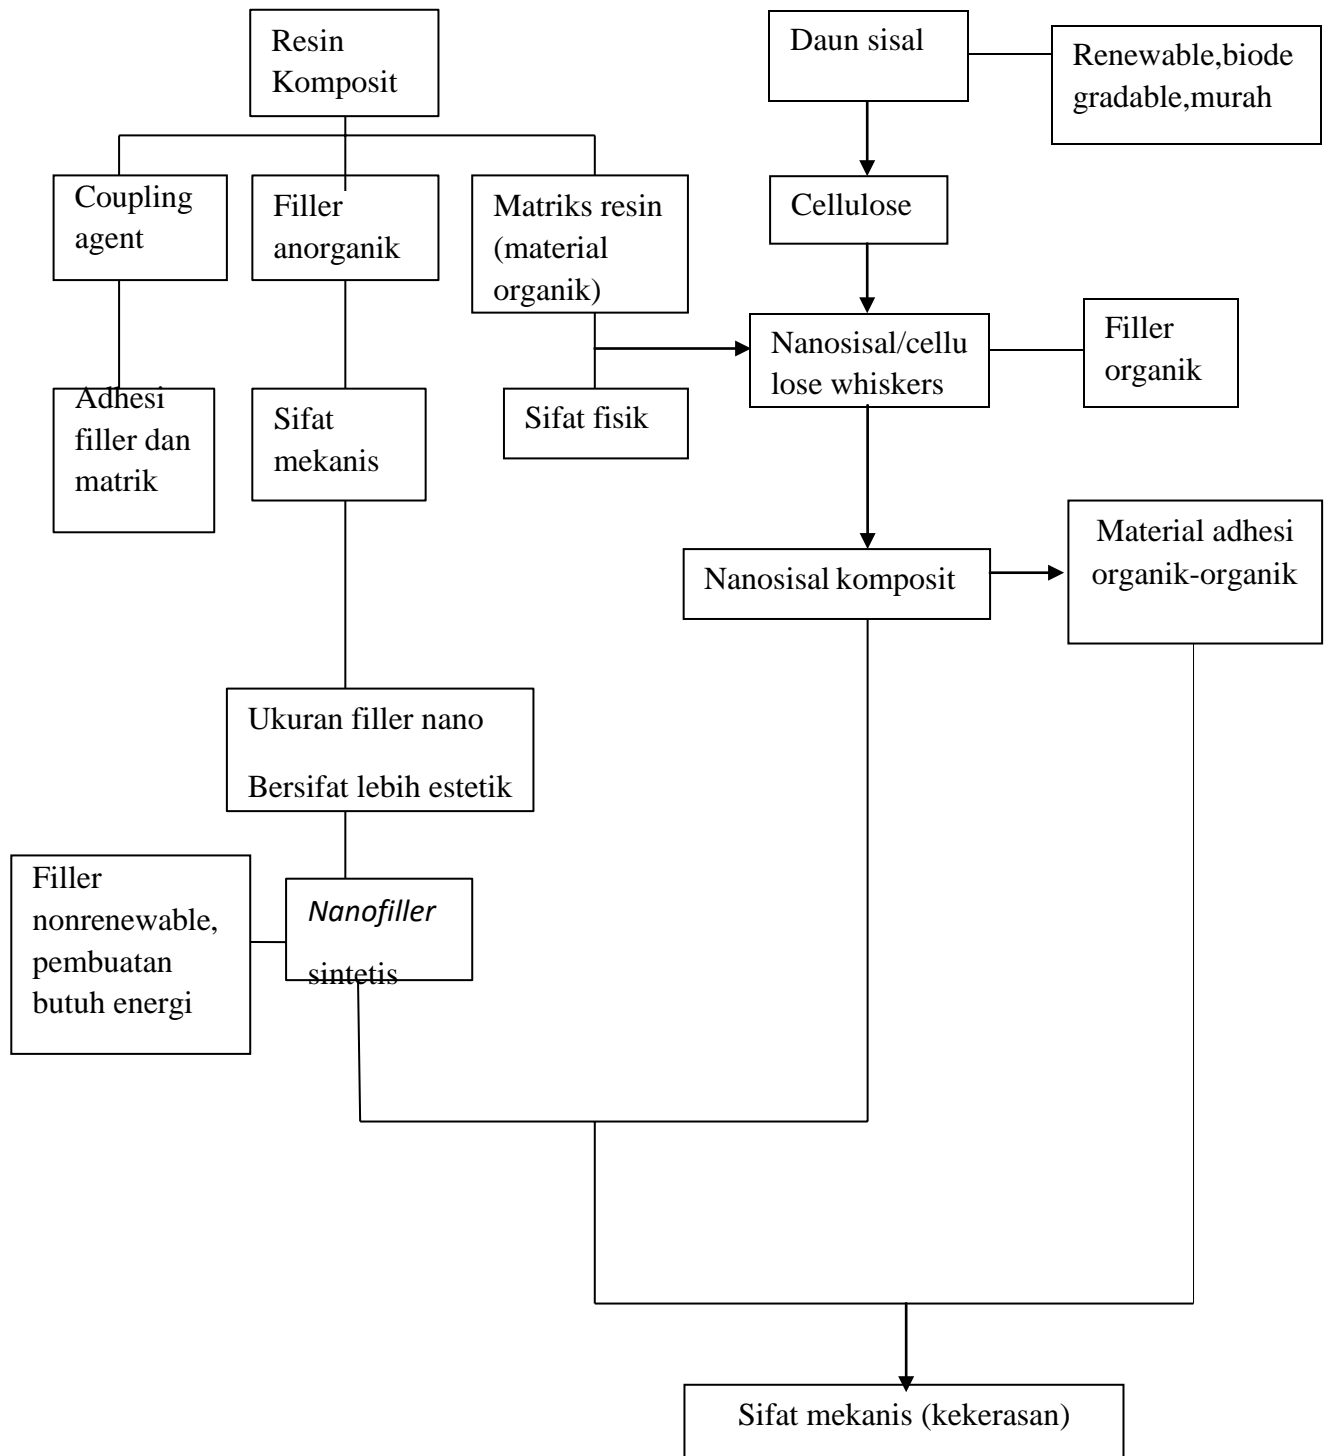 Resin
Komposit
Daun sisal
Renewable,biode
gradable,murah
Coupling
agent
Filler
anorganik
Matriks resin
(material
organik)
Cellulose
Nanosisal/cellu
lose whiskers
Filler
organik
Adhesi
filler dan
matrik
Sifat
mekanis
Sifat fisik
Nanosisal komposit
Material adhesi
organik-organik
Ukuran filler nano
Bersifat lebih estetik
Filler
nonrenewable,
pembuatan
butuh energi
Nanofiller
sintetis
Sifat mekanis (kekerasan)